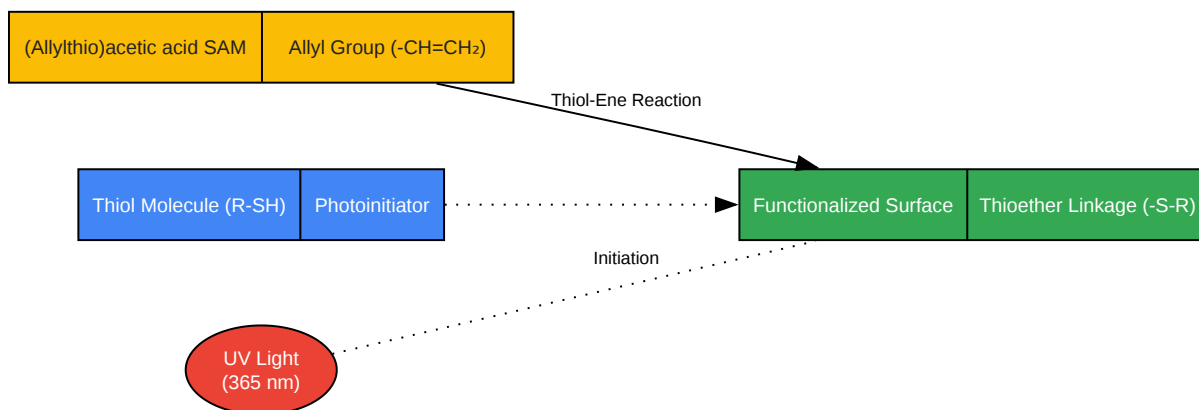 (Allylthio)acetic acid SAM
Allyl Group (-CH=CH₂)
Thiol-Ene Reaction
Thiol Molecule (R-SH)
Photoinitiator
Functionalized Surface
Thioether Linkage (-S-R)
Initiation
UV Light
(365 nm)